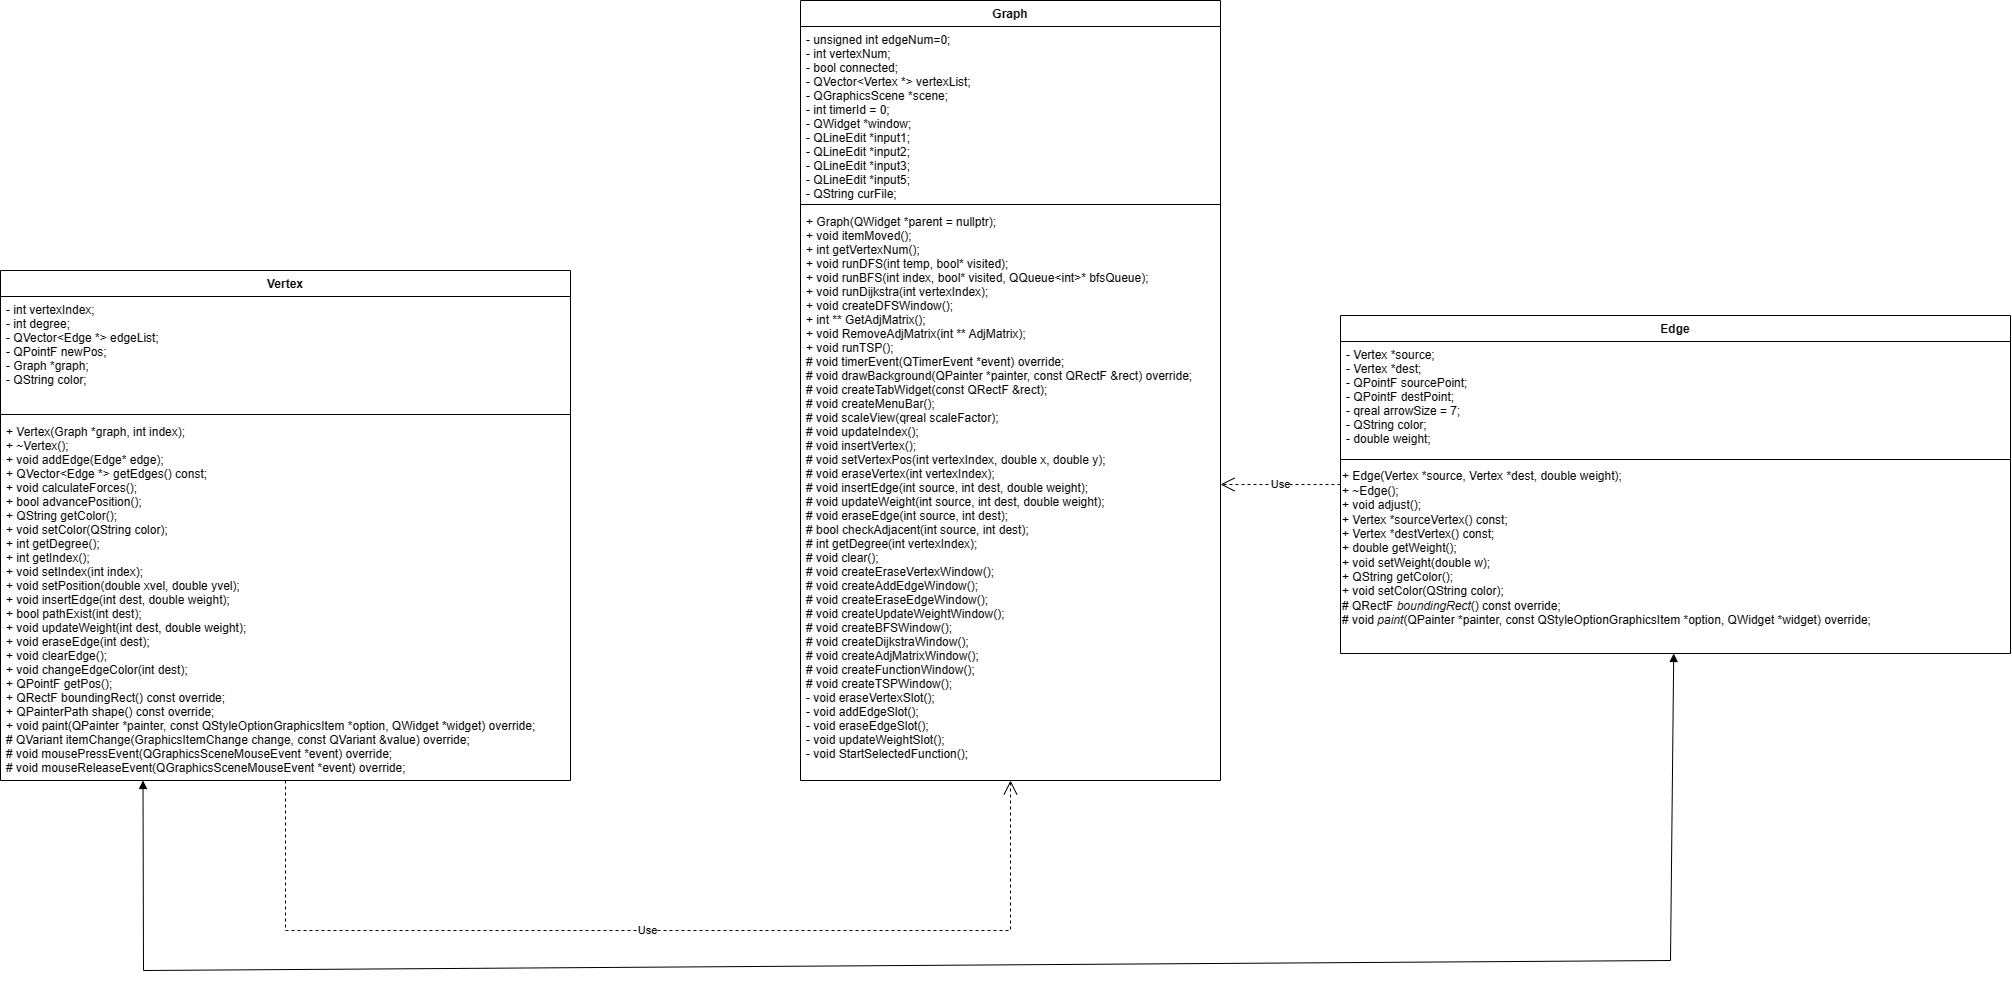 Graph
- unsigned int edgeNum=0;
- int vertexNum;
- bool connected;
- QVector<Vertex *> vertexList;
- QGraphicsScene *scene;
- int timerId = 0;
- QWidget *window;
- QLineEdit *input1;
- QLineEdit *input2;
- QLineEdit *input3;
- QLineEdit *input5;
- QString curFile;
+ Graph(QWidget *parent = nullptr);
+ void itemMoved();
+ int getVertexNum();
+ void runDFS(int temp, bool* visited);
+ void runBFS(int index, bool* visited, QQueue<int>* bfsQueue);
+ void runDijkstra(int vertexIndex);
+ void createDFSWindow();
+ int ** GetAdjMatrix();
+ void RemoveAdjMatrix(int ** AdjMatrix);
+ void runTSP();
# void timerEvent(QTimerEvent *event) override;
# void drawBackground(QPainter *painter, const QRectF &rect) override;
# void createTabWidget(const QRectF &rect);
# void createMenuBar();
# void scaleView(qreal scaleFactor);
# void updateIndex();
# void insertVertex();
# void setVertexPos(int vertexIndex, double x, double y);
# void eraseVertex(int vertexIndex);
# void insertEdge(int source, int dest, double weight);
# void updateWeight(int source, int dest, double weight);
# void eraseEdge(int source, int dest);
# bool checkAdjacent(int source, int dest);
# int getDegree(int vertexIndex);
# void clear();
# void createEraseVertexWindow();
# void createAddEdgeWindow();
# void createEraseEdgeWindow();
# void createUpdateWeightWindow();
# void createBFSWindow();
# void createDijkstraWindow();
# void createAdjMatrixWindow();
# void createFunctionWindow();
# void createTSPWindow();
- void eraseVertexSlot();
- void addEdgeSlot();
- void eraseEdgeSlot();
- void updateWeightSlot();
- void StartSelectedFunction();
Vertex
- int vertexIndex;
- int degree;
- QVector<Edge *> edgeList;
- QPointF newPos;
- Graph *graph;
- QString color;
+ Vertex(Graph *graph, int index);
+ ~Vertex();
+ void addEdge(Edge* edge);
+ QVector<Edge *> getEdges() const;
+ void calculateForces();
+ bool advancePosition();
+ QString getColor();
+ void setColor(QString color);
+ int getDegree();
+ int getIndex();
+ void setIndex(int index);
+ void setPosition(double xvel, double yvel);
+ void insertEdge(int dest, double weight);
+ bool pathExist(int dest);
+ void updateWeight(int dest, double weight);
+ void eraseEdge(int dest);
+ void clearEdge();
+ void changeEdgeColor(int dest);
+ QPointF getPos();
+ QRectF boundingRect() const override;
+ QPainterPath shape() const override;
+ void paint(QPainter *painter, const QStyleOptionGraphicsItem *option, QWidget *widget) override;
# QVariant itemChange(GraphicsItemChange change, const QVariant &value) override;
# void mousePressEvent(QGraphicsSceneMouseEvent *event) override;
# void mouseReleaseEvent(QGraphicsSceneMouseEvent *event) override;
Edge
- Vertex *source;
- Vertex *dest;
- QPointF sourcePoint;
- QPointF destPoint;
- qreal arrowSize = 7;
- QString color;
- double weight;
+ Edge(Vertex *source, Vertex *dest, double weight);
+ ~Edge();
+ void adjust();
+ Vertex *sourceVertex() const;
+ Vertex *destVertex() const;
+ double getWeight();
+ void setWeight(double w);
+ QString getColor();
+ void setColor(QString color);
# QRectF boundingRect() const override;
# void paint(QPainter *painter, const QStyleOptionGraphicsItem *option, QWidget *widget) override;
Use
Use